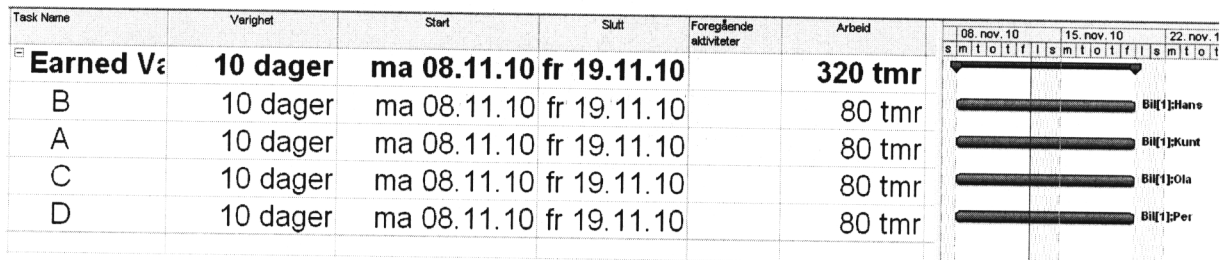 Task Name Varighet Start Slutt Foregående aktiviteter Arbeid 08. nov. 10 15. nov. 10 22. nov. 1
s m t o t f l s m t o t f l s m t o t
Earned Va 10 dager ma 08.11.10 fr 19.11.10 320 tmr
B 10 dager ma 08.11.10 fr 19.11.10 80 tmr Bil[1];Hans
A 10 dager ma 08.11.10 fr 19.11.10 80 tmr Bil[1];Kunt
C 10 dager ma 08.11.10 fr 19.11.10 80 tmr Bil[1];Ola
D 10 dager ma 08.11.10 fr 19.11.10 80 tmr Bil[1];Per